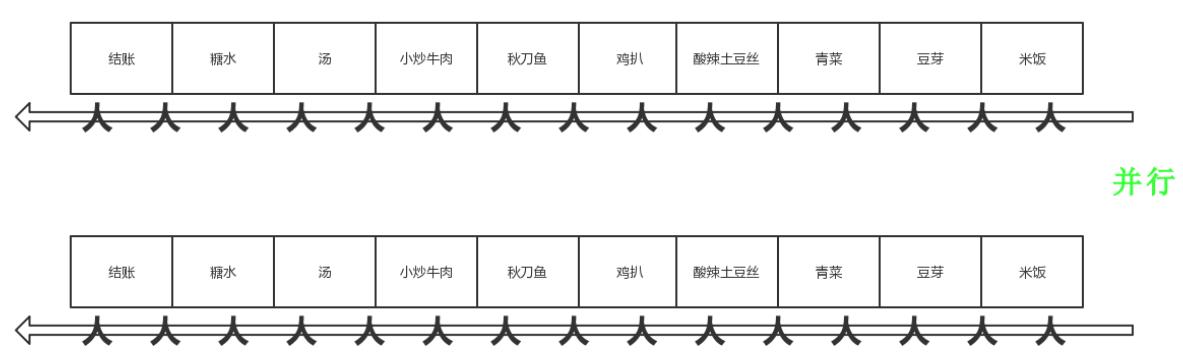 结账 糖水 汤 小炒牛肉 秋刀鱼 鸡扒 酸辣土豆丝 青菜 豆芽 米饭
人 人 人 人 人 人 人 人 人 人 人 人 人 人 人
并行
结账 糖水 汤 小炒牛肉 秋刀鱼 鸡扒 酸辣土豆丝 青菜 豆芽 米饭
人 人 人 人 人 人 人 人 人 人 人 人 人 人 人